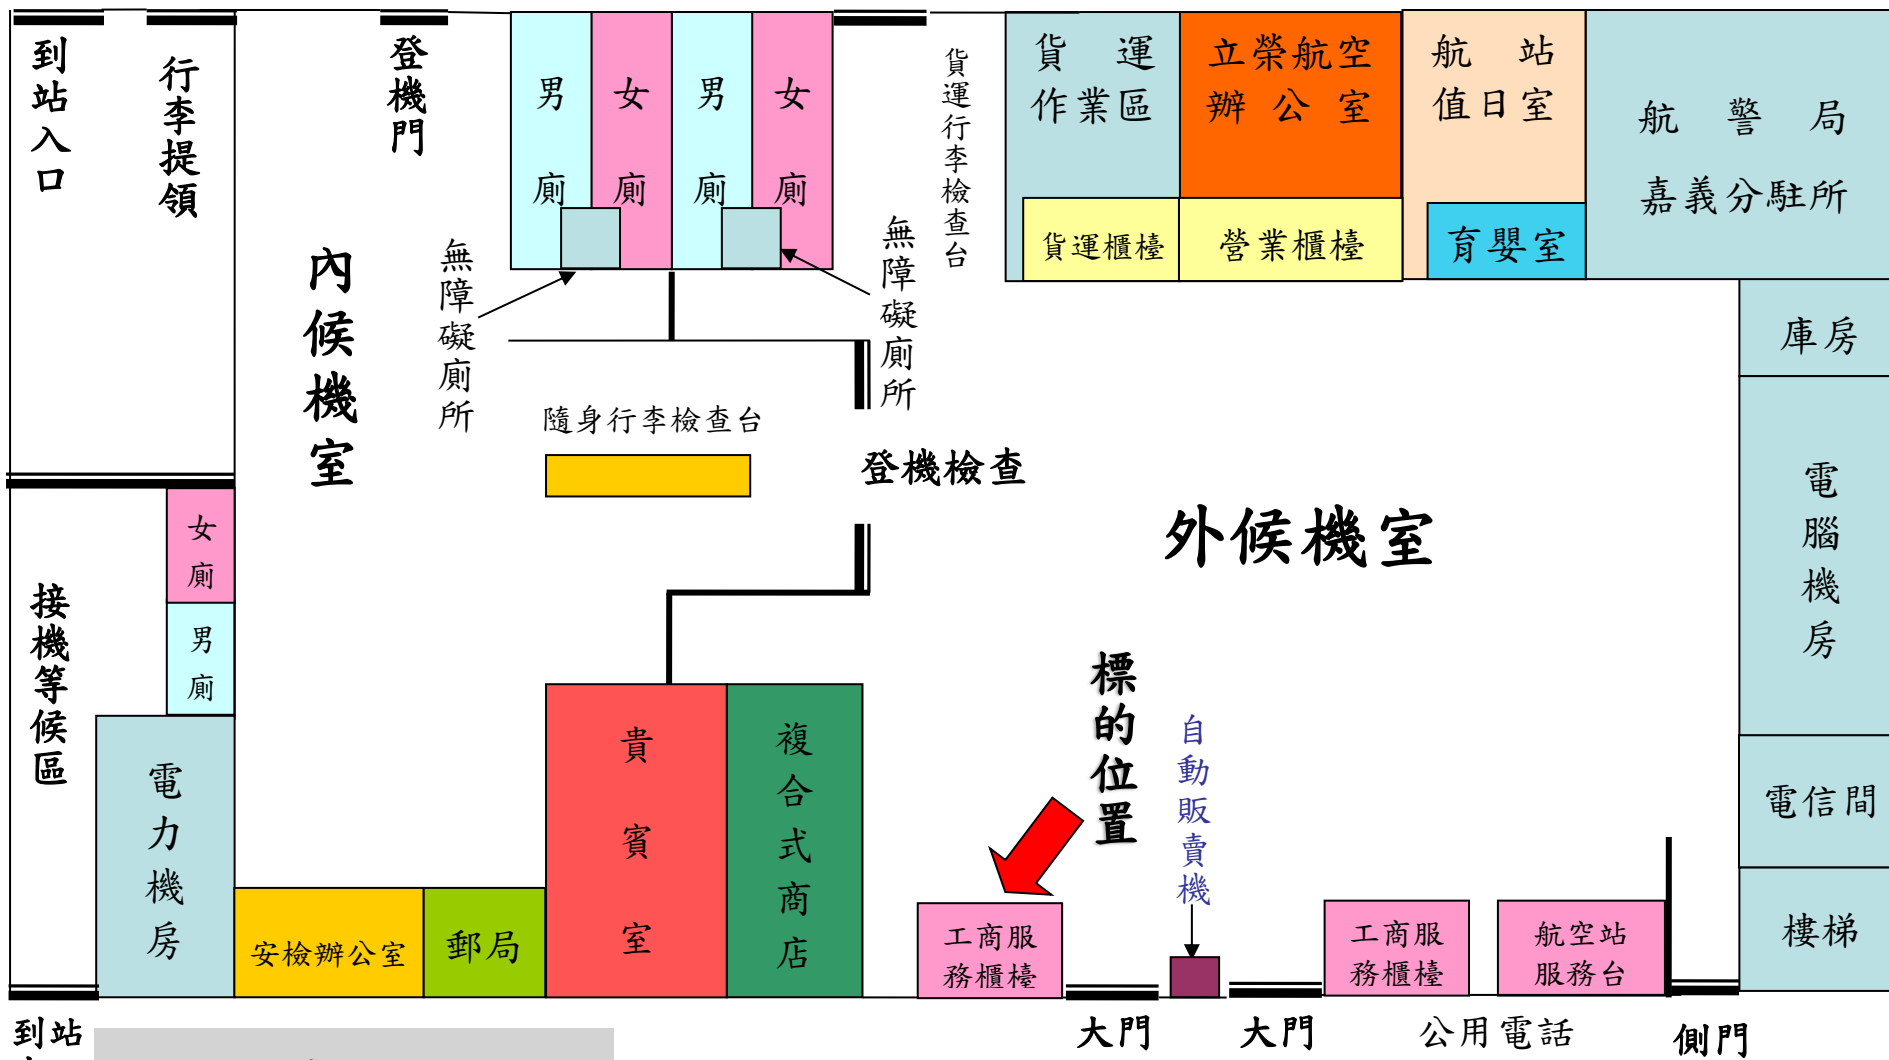 到站入口
行李提領
登機門
男廁
女廁
男廁
女廁
無障礙廁所
無障礙廁所
貨運行李檢查台
貨運
作業區
立榮航空
辦公室
航站
值日室
航警局
嘉義分駐所
貨運櫃檯
營業櫃檯
育嬰室
庫房
內候機室
隨身行李檢查台
登機檢查
外候機室
電腦機房
女廁
男廁
接機等候區
電力機房
安檢辦公室
郵局
貴賓室
複合式商店
標的位置
自動販賣機
工商服
務櫃檯
工商服
務櫃檯
航空站
服務台
電信間
樓梯
到站
大門
大門
公用電話
側門